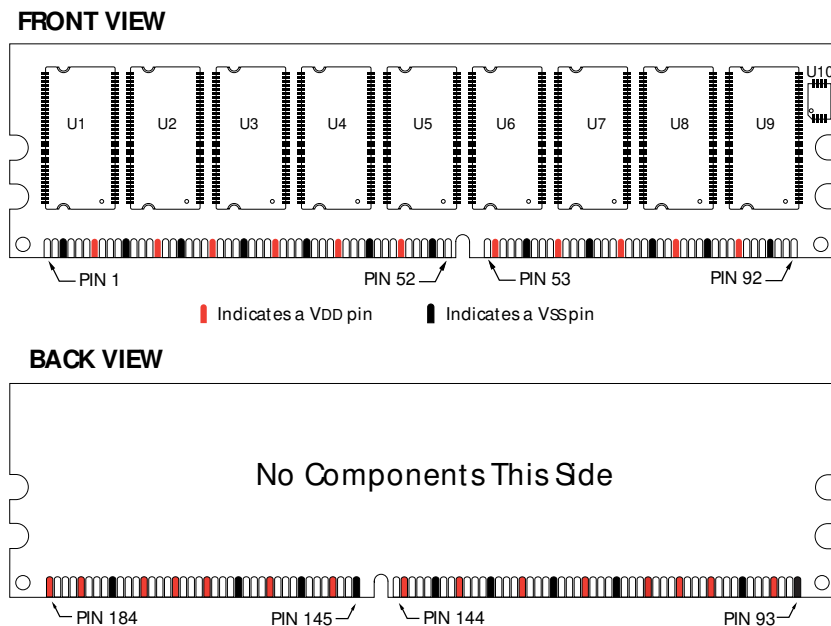 FRONT VIEW
U1 U2 U3 U4 U5 U6 U7 U8 U9 U10
PIN 1 PIN 52 PIN 53 PIN 92
Indicates a VDD pin Indicates a VSS pin
BACK VIEW
No Components This Side
PIN 184 PIN 145 PIN 144 PIN 93